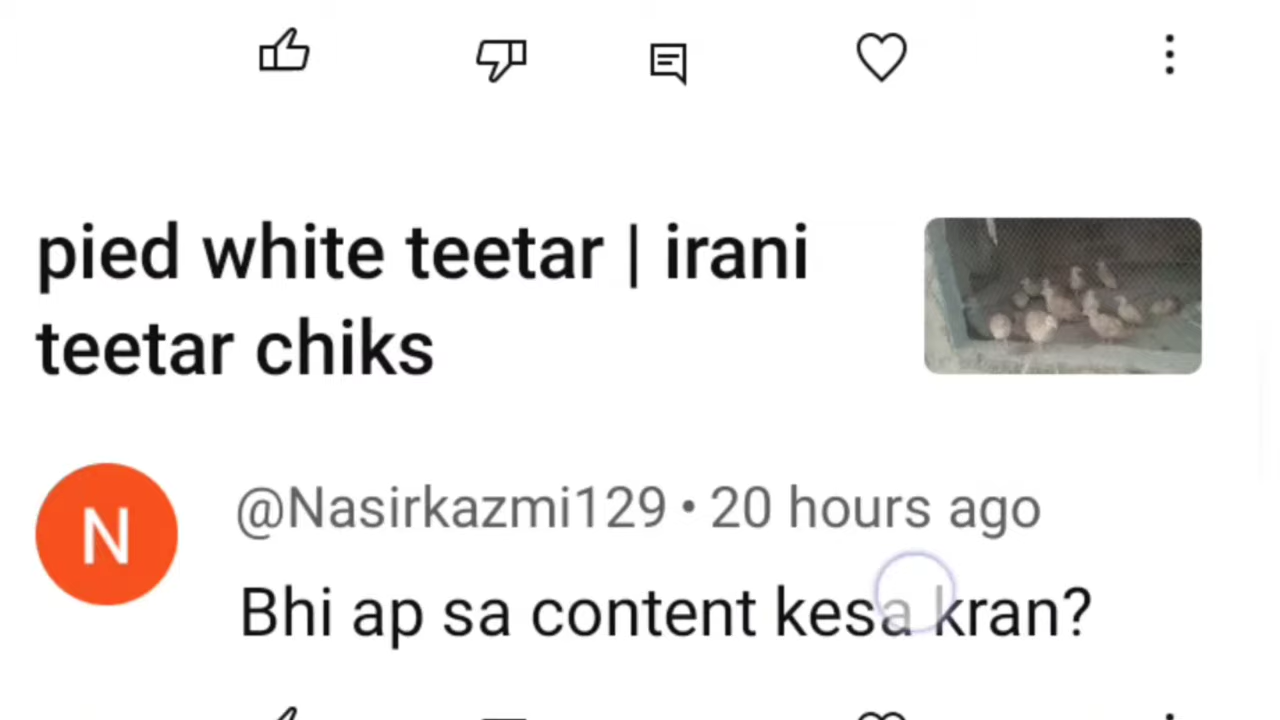 pied white teetar | irani
teetar chiks
N
@Nasirkazmi129 • 20 hours ago
Bhi ap sa content kesa kran?